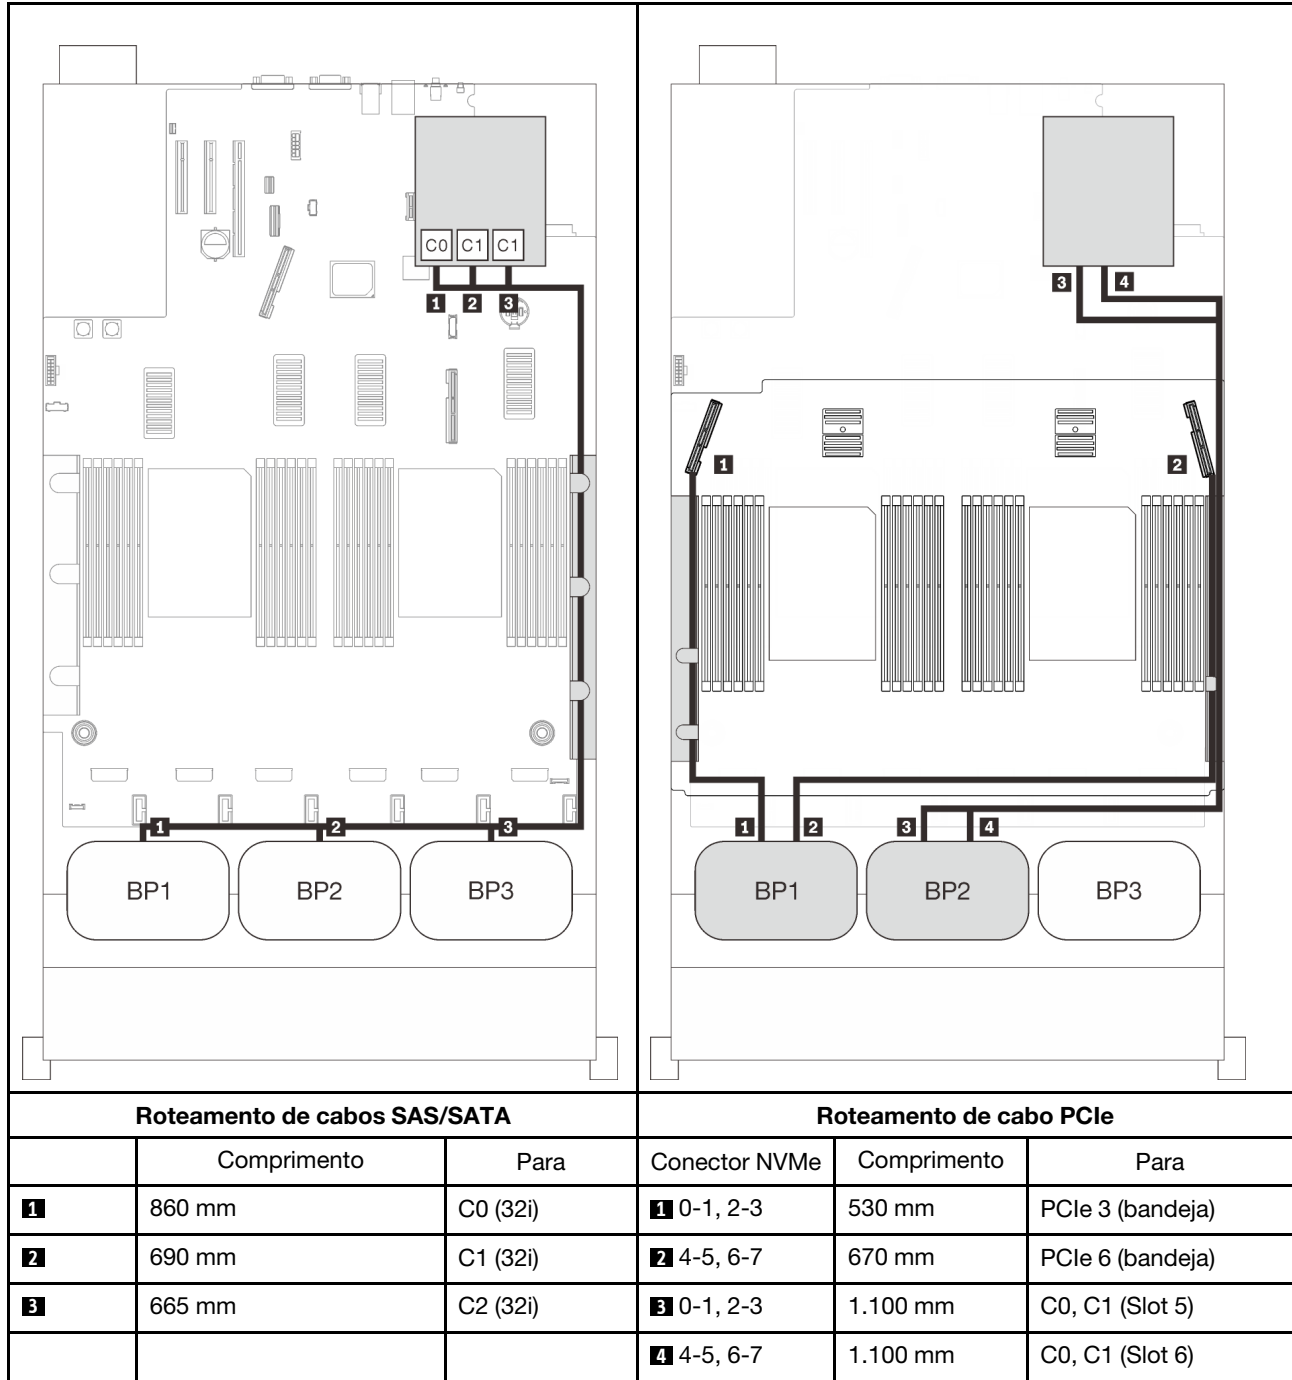 C0 C1 C1
1 2 3
1 2 3
BP1 BP2 BP3
3 4
1 2
1 2 3 4
BP1 BP2 BP3
Roteamento de cabos SAS/SATA
Comprimento Para
1 860 mm C0 (32i)
2 690 mm C1 (32i)
3 665 mm C2 (32i)
Roteamento de cabo PCIe
Conector NVMe Comprimento Para
1 0-1, 2-3 530 mm PCIe 3 (bandeja)
2 4-5, 6-7 670 mm PCIe 6 (bandeja)
3 0-1, 2-3 1.100 mm C0, C1 (Slot 5)
4 4-5, 6-7 1.100 mm C0, C1 (Slot 6)